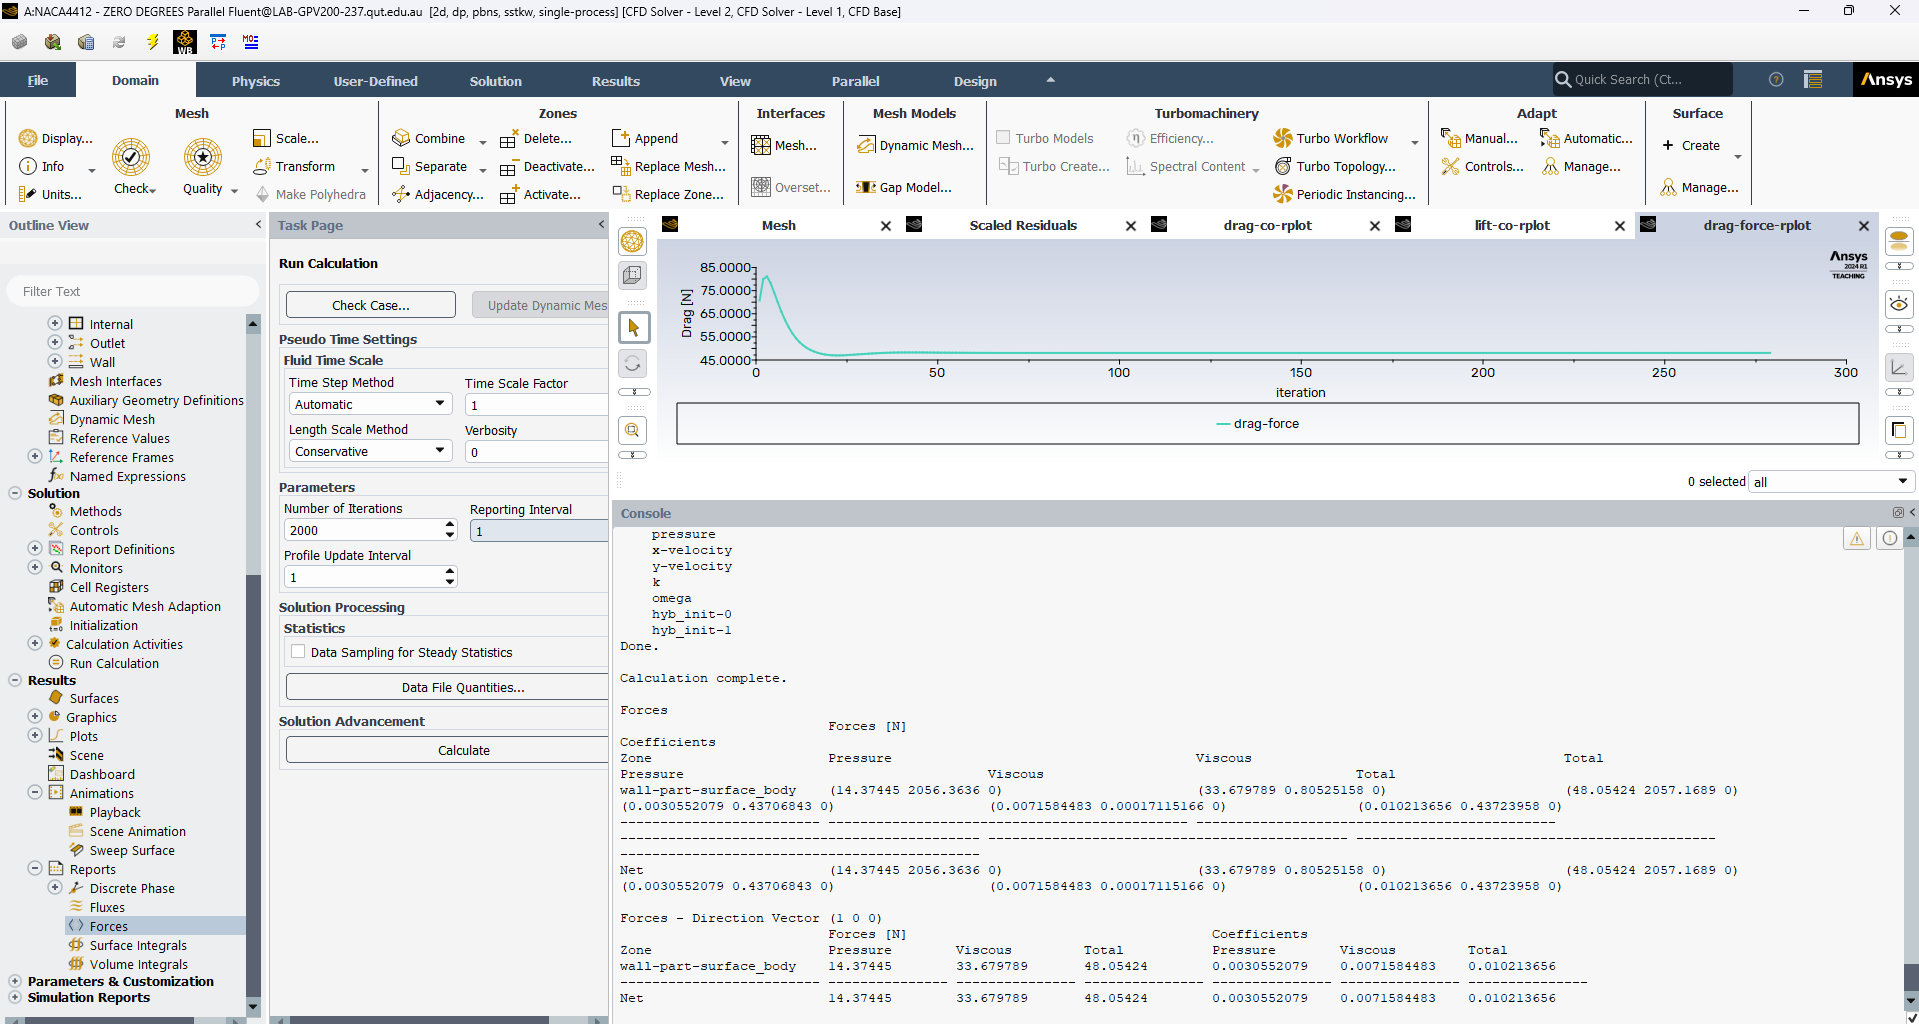 A:NACA4412 - ZERO DEGREES Parallel Fluent@LAB-GPV200-237.qut.edu.au [2d, dp, pbns, sstkw, single-process] [CFD Solver - Level 2, CFD Solver - Level 1, CFD Base]
WB
File Domain Physics User-Defined Solution Results View Parallel Design Quick Search (Ct... Ansys
Mesh Zones Interfaces Mesh Models Turbomachinery Adapt Surface
Display... Scale... Combine Delete... Append Mesh... Dynamic Mesh... Turbo Models Efficiency... Turbo Workflow Manual... Automatic... Create
Info Transform Separate Deactivate... Replace Mesh... Turbo Create... Spectral Content Turbo Topology... Controls... Manage...
Check Quality Overset... Gap Model... Manage...
Units... Make Polyhedra Adjacency... Activate... Replace Zone... Periodic Instancing...
Outline View
Filter Text
Internal
Outlet
Wall
Mesh Interfaces
Auxiliary Geometry Definitions
Dynamic Mesh
Reference Values
Reference Frames
Named Expressions
Solution
Methods
Controls
Report Definitions
Monitors
Cell Registers
Automatic Mesh Adaption
Initialization
Calculation Activities
Run Calculation
Results
Surfaces
Graphics
Plots
Scene
Dashboard
Animations
Playback
Scene Animation
Sweep Surface
Reports
Discrete Phase
Fluxes
Forces
Surface Integrals
Volume Integrals
Parameters & Customization
Simulation Reports
Task Page
Run Calculation
Check Case... Update Dynamic Mes
Pseudo Time Settings
Fluid Time Scale
Time Step Method Time Scale Factor
Automatic 1
Length Scale Method Verbosity
Conservative 0
Parameters
Number of Iterations Reporting Interval
2000 1
Profile Update Interval
1
Solution Processing
Statistics
Data Sampling for Steady Statistics
Data File Quantities...
Solution Advancement
Calculate
Mesh Scaled Residuals drag-co-rplot lift-co-rplot drag-force-rplot
Ansys
2024 R1
TEACHING
85.0000
75.0000
65.0000
55.0000
45.0000
Drag [N]
0 50 100 150 200 250 300
iteration
drag-force
0 selected all
Console
pressure
x-velocity
y-velocity
k
omega
hyb_init-0
hyb_init-1
Done.
Calculation complete.
Forces
Forces [N]
Coefficients
Zone Pressure Viscous Total
Pressure Viscous Total
wall-part-surface_body (14.37445 2056.3636 0) (33.679789 0.80525158 0) (48.05424 2057.1689 0)
(0.0030552079 0.43706843 0) (0.0071584483 0.00017115166 0) (0.010213656 0.43723958 0)
Net (14.37445 2056.3636 0) (33.679789 0.80525158 0) (48.05424 2057.1689 0)
(0.0030552079 0.43706843 0) (0.0071584483 0.00017115166 0) (0.010213656 0.43723958 0)
Forces - Direction Vector (1 0 0)
Forces [N] Coefficients
Zone Pressure Viscous Total Pressure Viscous Total
wall-part-surface_body 14.37445 33.679789 48.05424 0.0030552079 0.0071584483 0.010213656
Net 14.37445 33.679789 48.05424 0.0030552079 0.0071584483 0.010213656